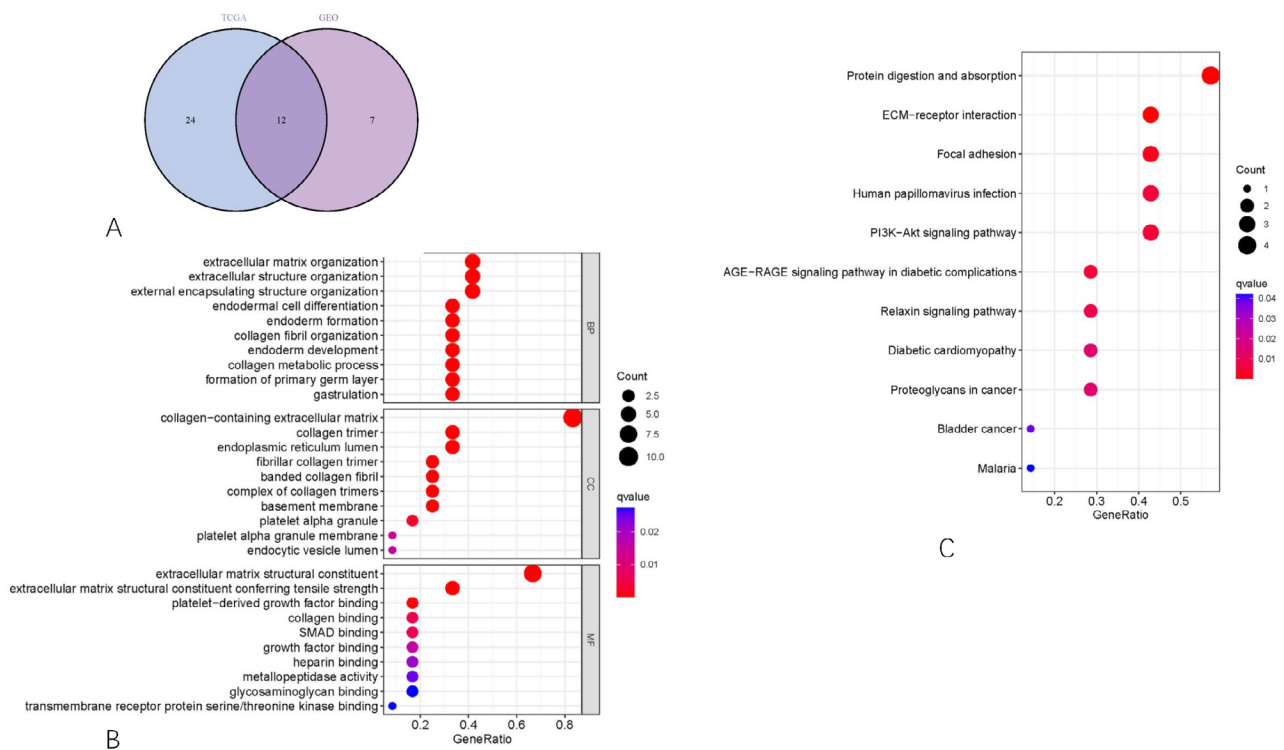 TCGA GEO
24 12 7
A
extracellular matrix organization
extracellular structure organization
external encapsulating structure organization
endodermal cell differentiation
endoderm formation
collagen fibril organization
endoderm development
collagen metabolic process
formation of primary germ layer
gastrulation
BP
collagen−containing extracellular matrix
collagen trimer
endoplasmic reticulum lumen
fibrillar collagen trimer
banded collagen fibril
complex of collagen trimers
basement membrane
platelet alpha granule
platelet alpha granule membrane
endocytic vesicle lumen
CC
extracellular matrix structural constituent
extracellular matrix structural constituent conferring tensile strength
platelet−derived growth factor binding
collagen binding
SMAD binding
growth factor binding
heparin binding
metallopeptidase activity
glycosaminoglycan binding
transmembrane receptor protein serine/threonine kinase binding
MF
0.2 0.4 0.6 0.8
GeneRatio
Count
2.5
5.0
7.5
10.0
qvalue
0.02
0.01
B
Protein digestion and absorption
ECM−receptor interaction
Focal adhesion
Human papillomavirus infection
PI3K−Akt signaling pathway
AGE−RAGE signaling pathway in diabetic complications
Relaxin signaling pathway
Diabetic cardiomyopathy
Proteoglycans in cancer
Bladder cancer
Malaria
0.2 0.3 0.4 0.5
GeneRatio
Count
1
2
3
4
qvalue
0.04
0.03
0.02
0.01
C